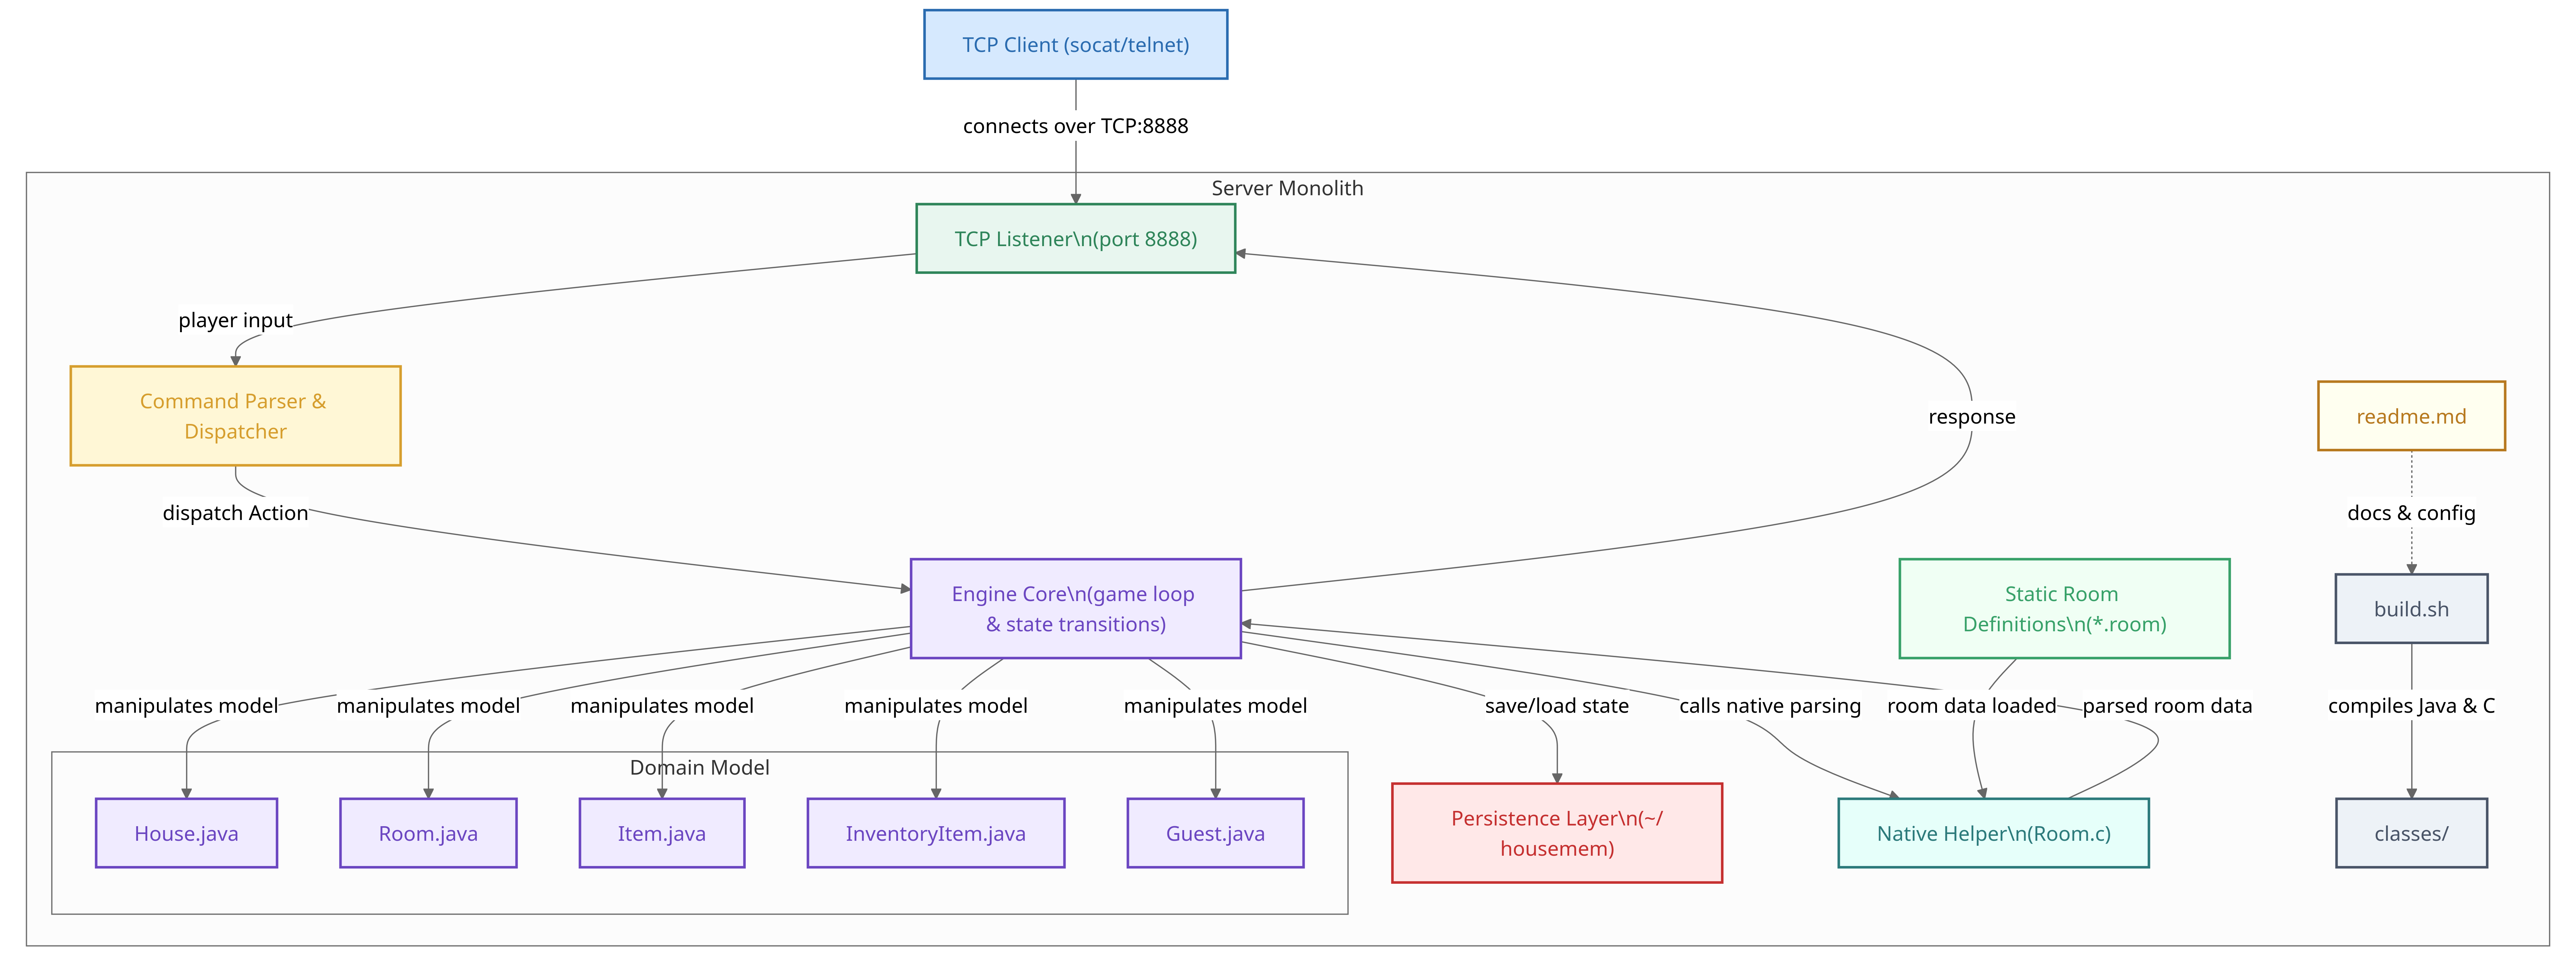 TCP Client (socat/telnet)
connects over TCP:8888
Server Monolith
TCP Listener\n(port 8888)
player input
Command Parser &
Dispatcher
response
readme.md
dispatch Action
docs & config
Engine Core\n(game loop
& state transitions)
Static Room
Definitions\n(*.room)
build.sh
manipulates model
manipulates model
manipulates model
manipulates model
manipulates model
save/load state
calls native parsing
room data loaded
parsed room data
compiles Java & C
Domain Model
House.java
Room.java
Item.java
InventoryItem.java
Guest.java
Persistence Layer\n(~/
housemem)
Native Helper\n(Room.c)
classes/